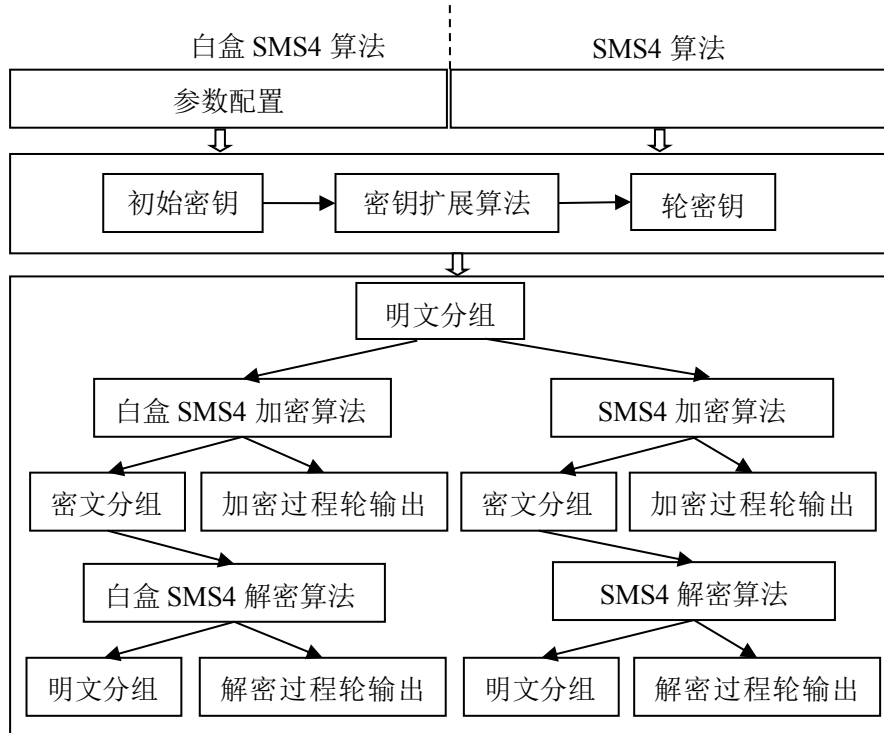 白盒 SMS4 算法
SMS4 算法
参数配置
初始密钥
密钥扩展算法
轮密钥
明文分组
白盒 SMS4 加密算法
SMS4 加密算法
密文分组
加密过程轮输出
密文分组
加密过程轮输出
白盒 SMS4 解密算法
SMS4 解密算法
明文分组
解密过程轮输出
明文分组
解密过程轮输出